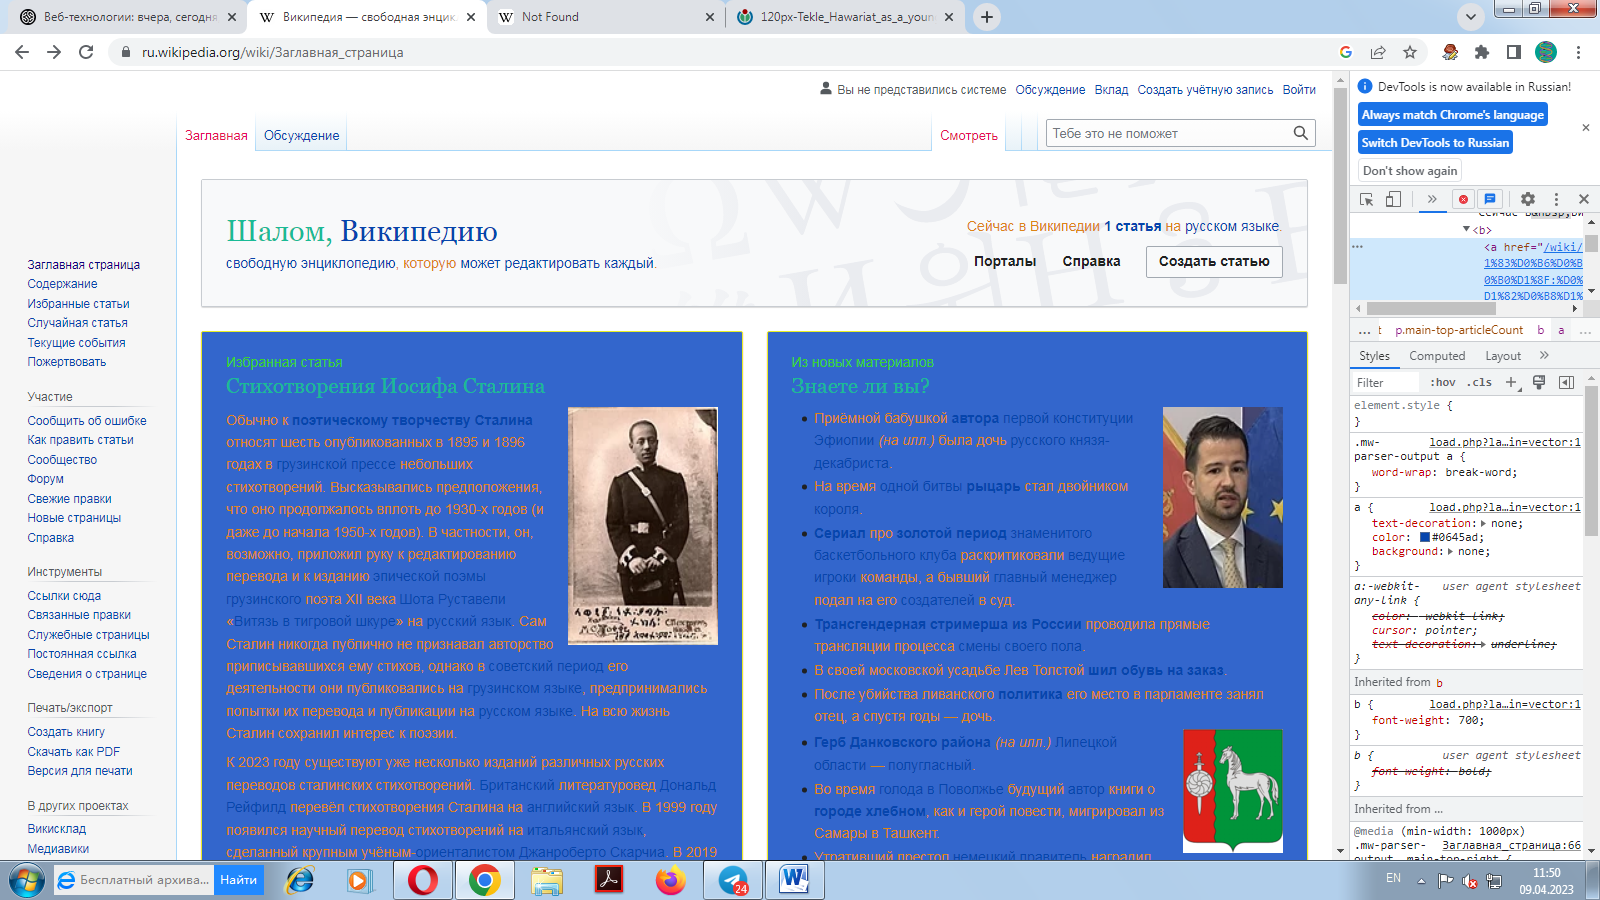 Веб-технологии: вчера, сегодня
Википедия — свободная энцик
Not Found
120px-Tekle_Hawariat_as_a_youn
ru.wikipedia.org/wiki/Заглавная_страница
Вы не представились системе Обсуждение Вклад Создать учётную запись Войти
Заглавная Обсуждение Смотреть Тебе это не поможет
Шалом, Википедию
свободную энциклопедию, которую может редактировать каждый.
Сейчас в Википедии 1 статья на русском языке.
Порталы Справка Создать статью
Заглавная страница
Содержание
Избранные статьи
Случайная статья
Текущие события
Пожертвовать
Участие
Сообщить об ошибке
Как править статьи
Сообщество
Форум
Свежие правки
Новые страницы
Справка
Инструменты
Ссылки сюда
Связанные правки
Служебные страницы
Постоянная ссылка
Сведения о странице
Печать/экспорт
Создать книгу
Скачать как PDF
Версия для печати
В других проектах
Викисклад
Медиавики
Избранная статья
Стихотворения Иосифа Сталина
Обычно к поэтическому творчеству Сталина
относят шесть опубликованных в 1895 и 1896
годах в грузинской прессе небольших
стихотворений. Высказывались предположения,
что оно продолжалось вплоть до 1930-х годов (и
даже до начала 1950-х годов). В частности, он,
возможно, приложил руку к редактированию
перевода и к изданию эпической поэмы
грузинского поэта XII века Шота Руставели
«Витязь в тигровой шкуре» на русский язык. Сам
Сталин никогда публично не признавал авторство
приписывавшихся ему стихов, однако в советский период его
деятельности они публиковались на грузинском языке, предпринимались
попытки их перевода и публикации на русском языке. На всю жизнь
Сталин сохранил интерес к поэзии.
К 2023 году существуют уже несколько изданий различных русских
переводов сталинских стихотворений. Британский литературовед Дональд
Рейфилд перевёл стихотворения Сталина на английский язык. В 1999 году
появился научный перевод стихотворений на итальянский язык,
сделанный крупным учёным-ориенталистом Джанроберто Скарчиа. В 2019
Из новых материалов
Знаете ли вы?
Приёмной бабушкой автора первой конституции
Эфиопии (на илл.) была дочь русского князя-
декабриста.
На время одной битвы рыцарь стал двойником
короля.
Сериал про золотой период знаменитого
баскетбольного клуба раскритиковали ведущие
игроки команды, а бывший главный менеджер
подал на его создателей в суд.
Трансгендерная стримерша из России проводила прямые
трансляции процесса смены своего пола.
В своей московской усадьбе Лев Толстой шил обувь на заказ.
После убийства ливанского политика его место в парламенте занял
отец, а спустя годы — дочь.
Герб Данковского района (на илл.) Липецкой
области — полугласный.
Во время голода в Поволжье будущий автор книги о
городе хлебном, как и герой повести, мигрировал из
Самары в Ташкент.
Утративший престол немецкий правитель наградил
DevTools is now available in Russian!
Always match Chrome's language
Switch DevTools to Russian
Don't show again
<b>
<a href="/wiki/
1%83%D0%B6%D0%B
0%B0%D1%8F:%D0%
D1%82%D0%B8%D1%
... t p.main-top-articleCount b a ...
Styles Computed Layout
Filter :hov .cls
element.style {
}
.mw- load.php?la…in=vector:1
parser-output a {
word-wrap: break-word;
}
a { load.php?la…in=vector:1
text-decoration: none;
color: #0645ad;
background: none;
}
a:-webkit- user agent stylesheet
any-link {
color: -webkit-link;
cursor: pointer;
text-decoration: underline;
}
Inherited from b
b { load.php?la…in=vector:1
font-weight: 700;
}
b { user agent stylesheet
font-weight: bold;
}
Inherited from ...
@media (min-width: 1000px)
.mw-parser- Заглавная_страница:66
output .main-top-right {
Бесплатный архива... Найти
24
EN
11:50
09.04.2023